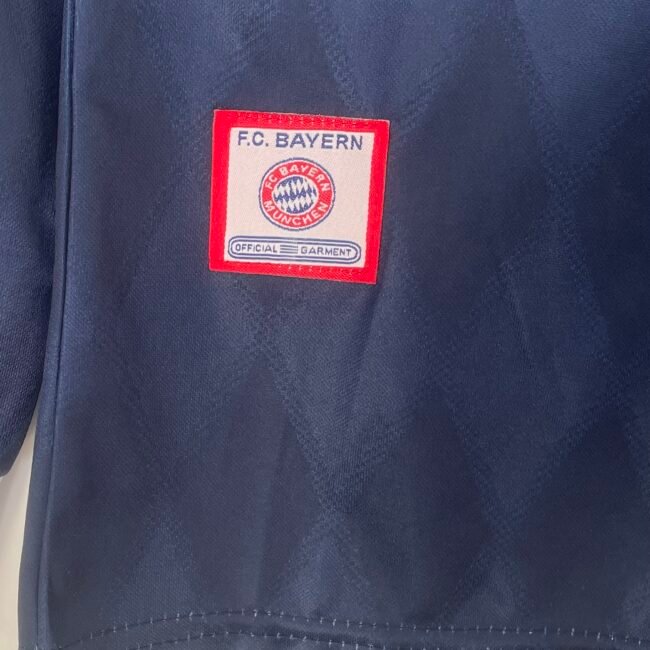 F.C. BAYERN
FC BAYERN
MÜNCHEN
OFFICIAL GARMENT